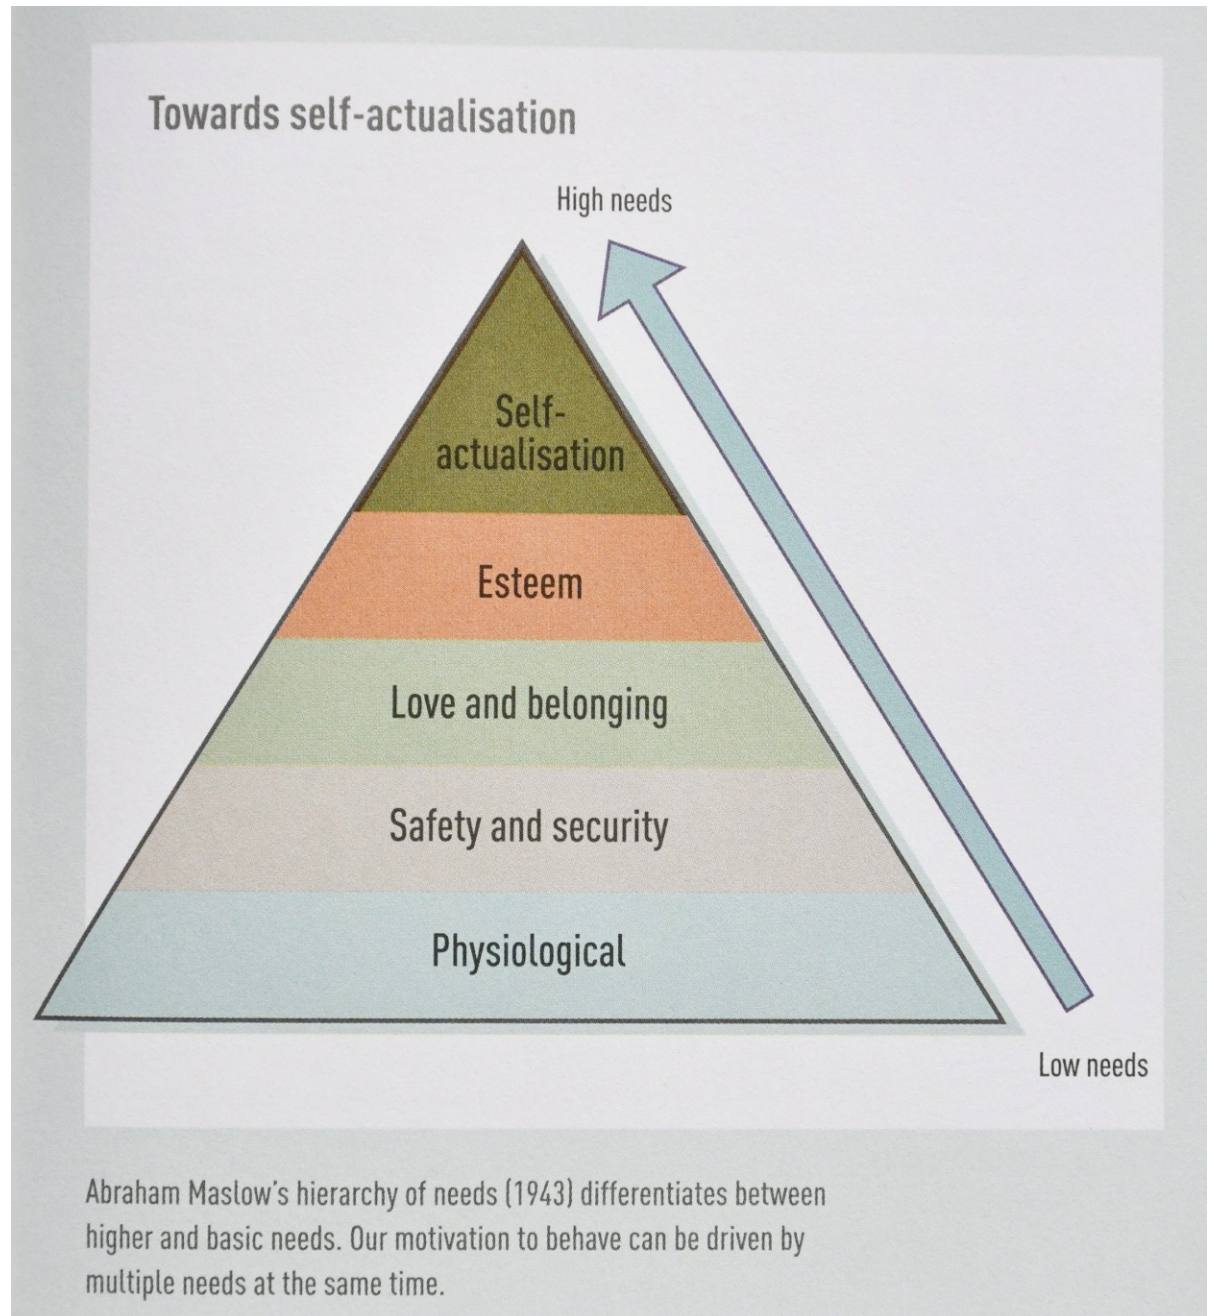 Towards self-actualisation
High needs
Self-
actualisation
Esteem
Love and belonging
Safety and security
Physiological
Low needs
Abraham Maslow's hierarchy of needs (1943) differentiates between
higher and basic needs. Our motivation to behave can be driven by
multiple needs at the same time.